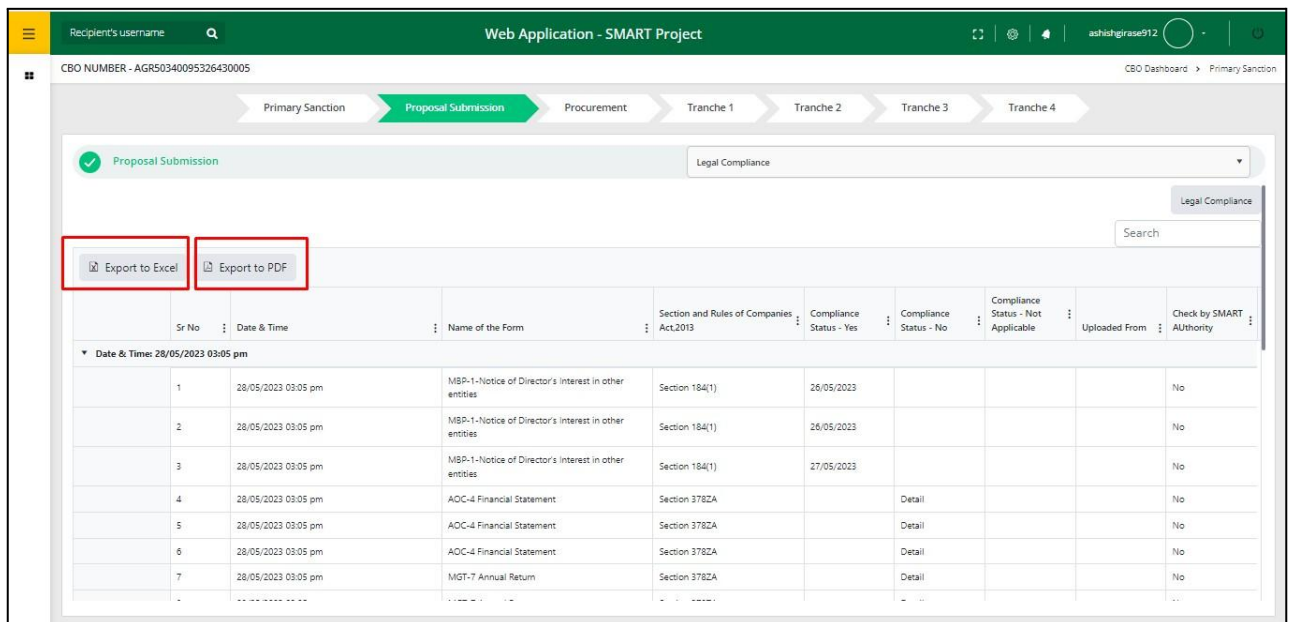 Recipient's username
Web Application - SMART Project
ashishgirase912
CBO NUMBER - AGR50340095326430005
CBO Dashboard > Primary Sanction
Primary Sanction
Proposal Submission
Procurement
Tranche 1
Tranche 2
Tranche 3
Tranche 4
Proposal Submission
Legal Compliance
Legal Compliance
Search
Export to Excel
Export to PDF
Sr No
Date & Time
Name of the Form
Section and Rules of Companies
Act,2013
Compliance
Status - Yes
Compliance
Status - No
Compliance
Status - Not
Applicable
Uploaded From
Check by SMART
AUthority
Date & Time: 28/05/2023 03:05 pm
1 28/05/2023 03:05 pm MBP-1-Notice of Director's Interest in other
entities Section 184(1) 26/05/2023 No
2 28/05/2023 03:05 pm MBP-1-Notice of Director's Interest in other
entities Section 184(1) 26/05/2023 No
3 28/05/2023 03:05 pm MBP-1-Notice of Director's Interest in other
entities Section 184(1) 27/05/2023 No
4 28/05/2023 03:05 pm AOC-4 Financial Statement Section 378ZA Detail No
5 28/05/2023 03:05 pm AOC-4 Financial Statement Section 378ZA Detail No
6 28/05/2023 03:05 pm AOC-4 Financial Statement Section 378ZA Detail No
7 28/05/2023 03:05 pm MGT-7 Annual Return Section 378ZA Detail No